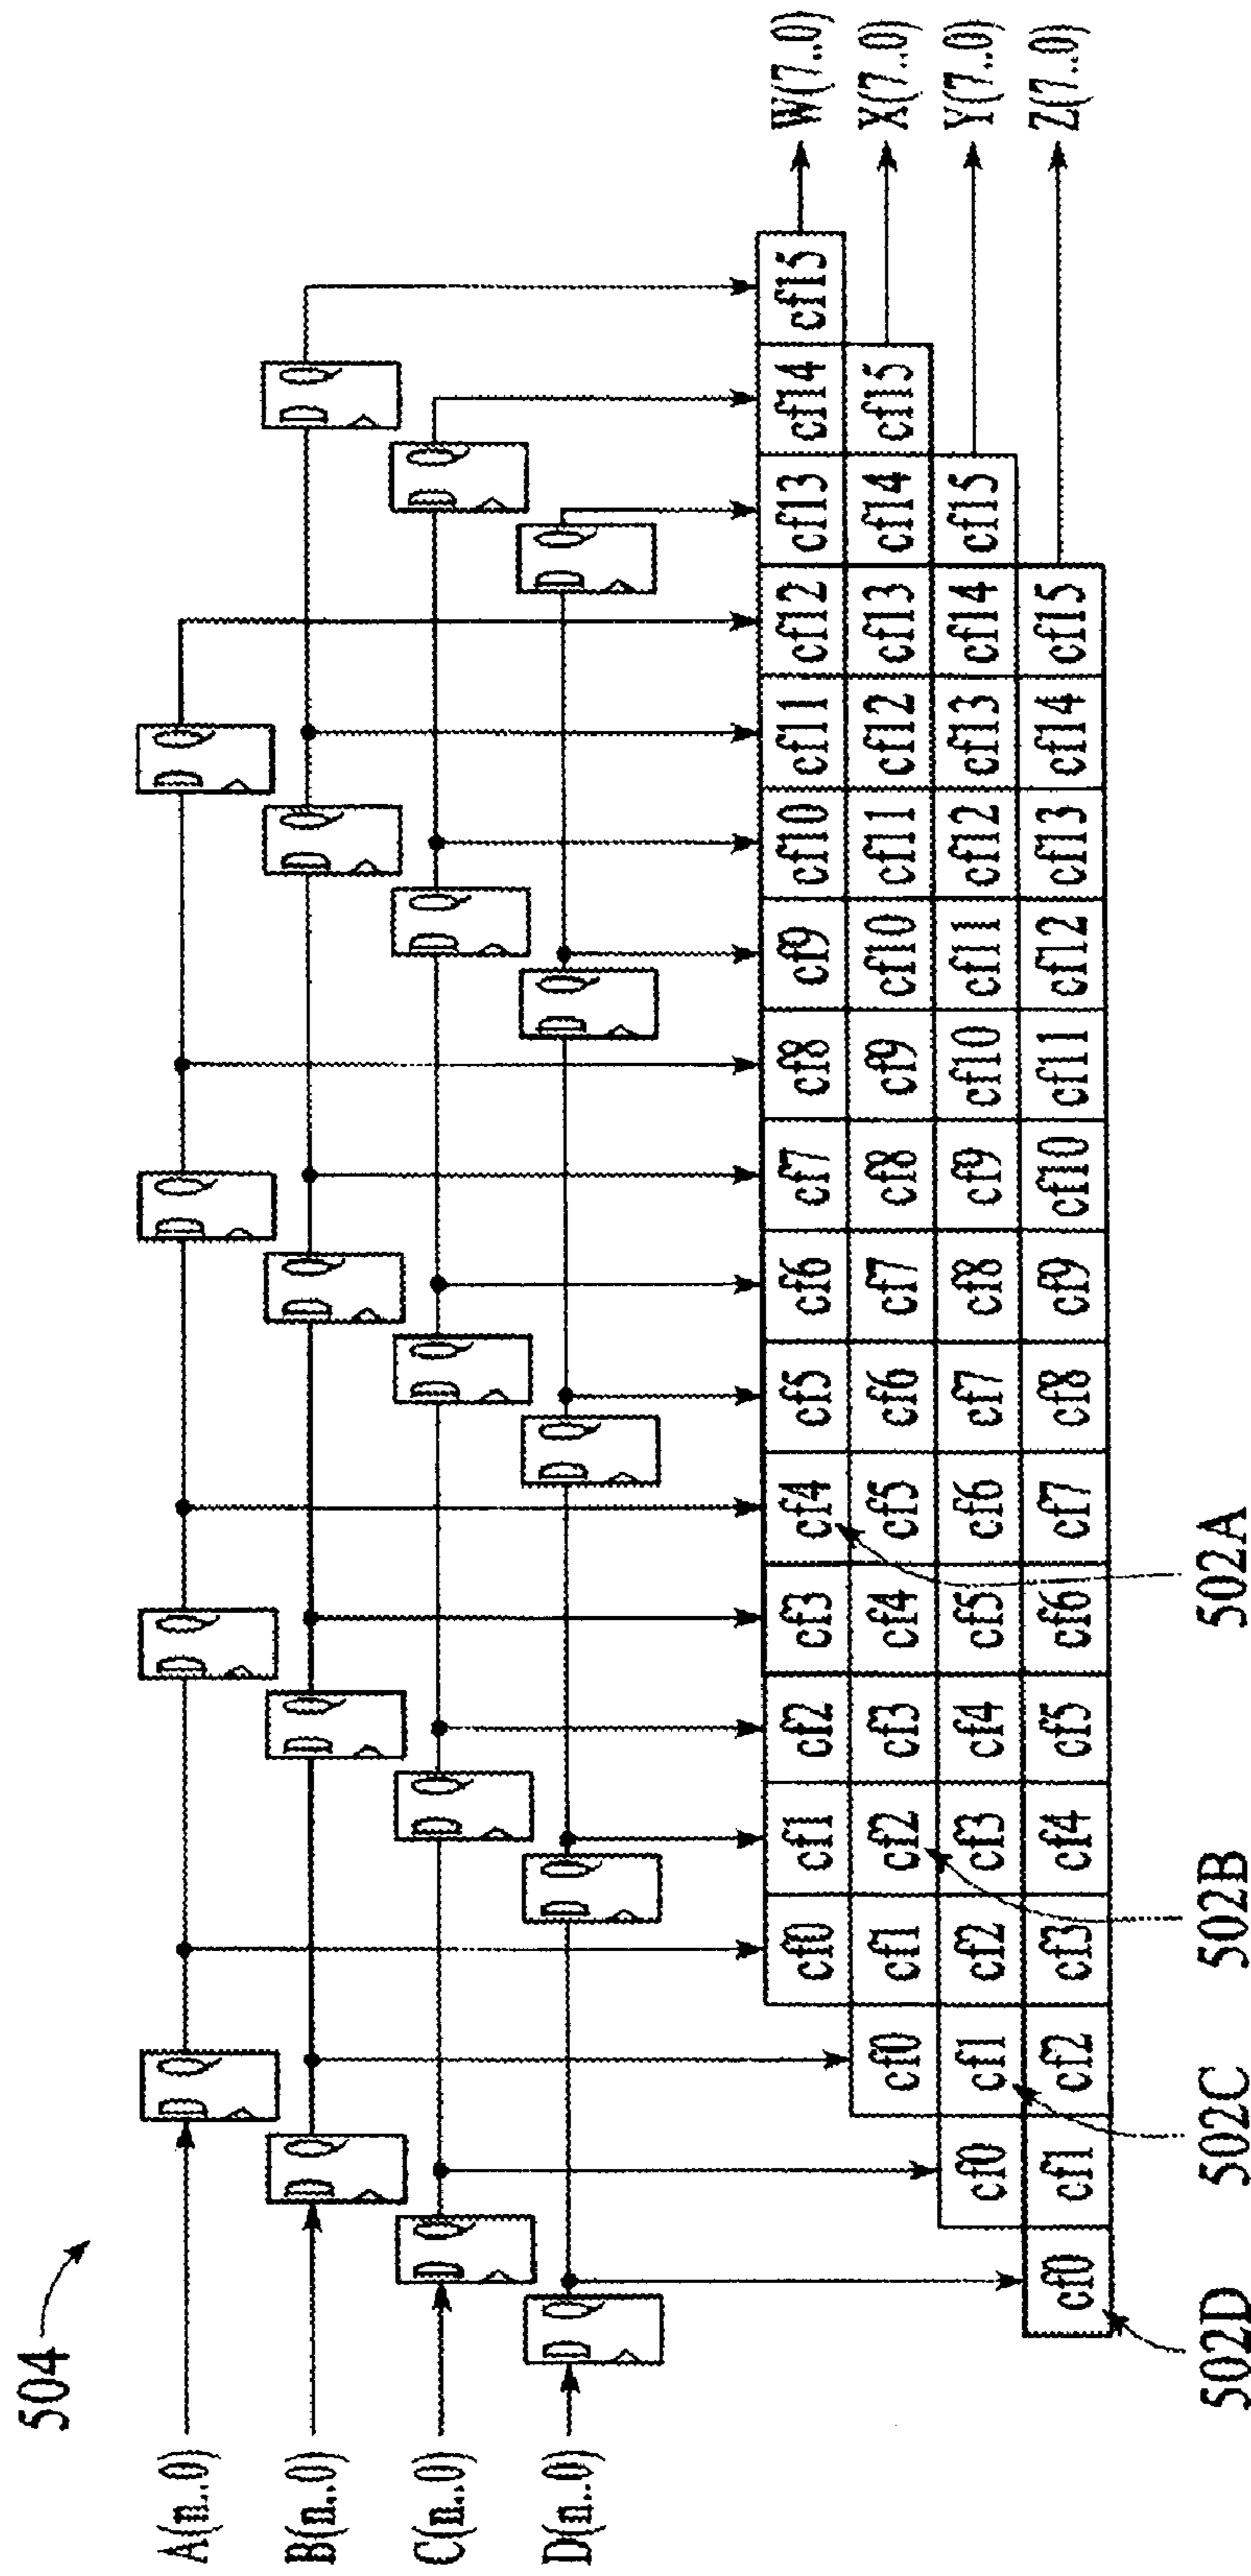 504
A(n..0) D Q D Q D Q D Q
B(n..0) D Q D Q D Q D Q D Q
C(n..0) D Q D Q D Q D Q D Q
D(n..0) D Q D Q D Q D Q D Q
cf0 cf1 cf2 cf3 cf4 cf5 cf6 cf7 cf8 cf9 cf10 cf11 cf12 cf13 cf14 cf15 W(7..0)
cf0 cf1 cf2 cf3 cf4 cf5 cf6 cf7 cf8 cf9 cf10 cf11 cf12 cf13 cf14 cf15 X(7..0)
cf0 cf1 cf2 cf3 cf4 cf5 cf6 cf7 cf8 cf9 cf10 cf11 cf12 cf13 cf14 cf15 Y(7..0)
cf0 cf1 cf2 cf3 cf4 cf5 cf6 cf7 cf8 cf9 cf10 cf11 cf12 cf13 cf14 cf15 Z(7..0)
502D 502C 502B 502A